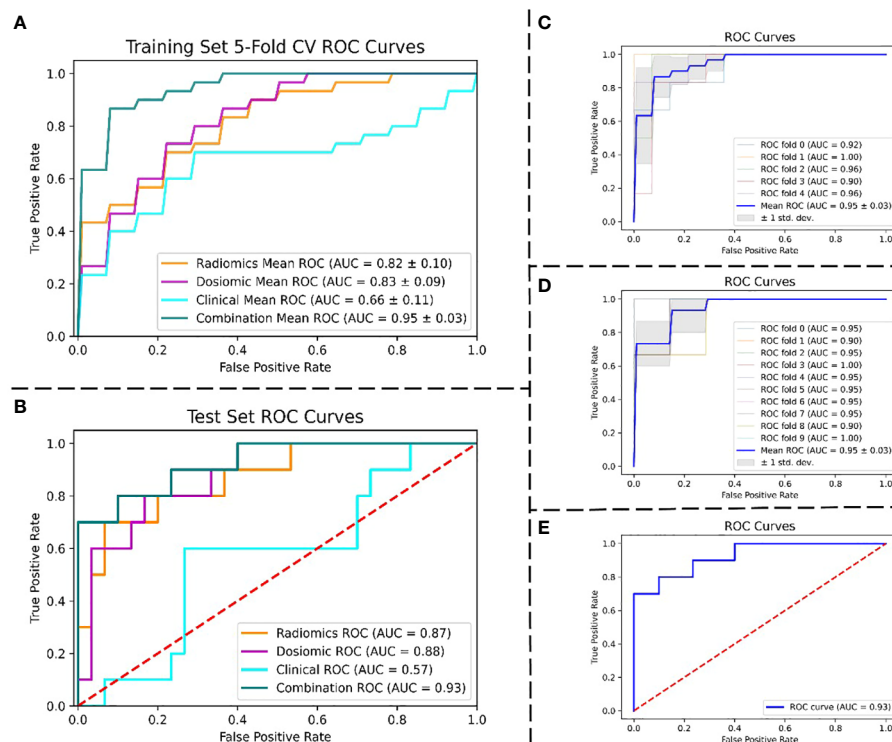 A
Training Set 5-Fold CV ROC Curves
1.0
0.8
0.6
0.4
0.2
0.0
True Positive Rate
Radiomics Mean ROC (AUC = 0.82 ± 0.10)
Dosiomic Mean ROC (AUC = 0.83 ± 0.09)
Clinical Mean ROC (AUC = 0.66 ± 0.11)
Combination Mean ROC (AUC = 0.95 ± 0.03)
0.0 0.2 0.4 0.6 0.8 1.0
False Positive Rate
B
Test Set ROC Curves
1.0
0.8
0.6
0.4
0.2
0.0
True Positive Rate
Radiomics ROC (AUC = 0.87)
Dosiomic ROC (AUC = 0.88)
Clinical ROC (AUC = 0.57)
Combination ROC (AUC = 0.93)
0.0 0.2 0.4 0.6 0.8 1.0
False Positive Rate
C
ROC Curves
1.0
0.8
0.6
0.4
0.2
0.0
True Positive Rate
ROC fold 0 (AUC = 0.92)
ROC fold 1 (AUC = 1.00)
ROC fold 2 (AUC = 0.96)
ROC fold 3 (AUC = 0.90)
ROC fold 4 (AUC = 0.96)
Mean ROC (AUC = 0.95 ± 0.03)
± 1 std. dev.
0.0 0.2 0.4 0.6 0.8 1.0
False Positive Rate
D
ROC Curves
1.0
0.8
0.6
0.4
0.2
0.0
True Positive Rate
ROC fold 0 (AUC = 0.95)
ROC fold 1 (AUC = 0.90)
ROC fold 2 (AUC = 0.95)
ROC fold 3 (AUC = 1.00)
ROC fold 4 (AUC = 0.95)
ROC fold 5 (AUC = 0.95)
ROC fold 6 (AUC = 0.95)
ROC fold 7 (AUC = 0.95)
ROC fold 8 (AUC = 0.90)
ROC fold 9 (AUC = 1.00)
Mean ROC (AUC = 0.95 ± 0.03)
± 1 std. dev.
0.0 0.2 0.4 0.6 0.8 1.0
False Positive Rate
E
ROC Curves
1.0
0.8
0.6
0.4
0.2
0.0
True Positive Rate
ROC curve (AUC = 0.93)
0.0 0.2 0.4 0.6 0.8 1.0
False Positive Rate